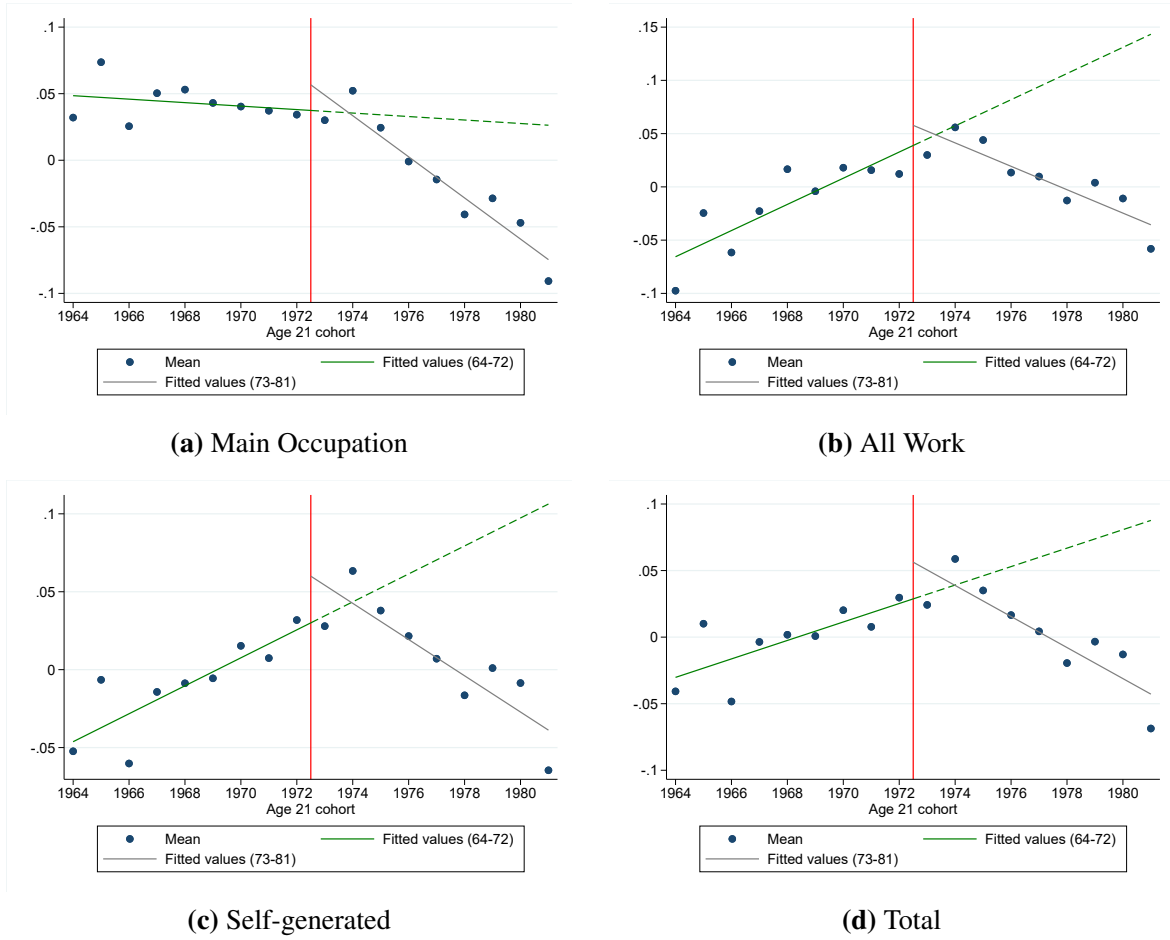 .1
.05
0
-.05
-.1
1964 1966 1968 1970 1972 1974 1976 1978 1980
Age 21 cohort
Mean Fitted values (64-72)
Fitted values (73-81)
(a) Main Occupation
.15
.1
.05
0
-.05
-.1
1964 1966 1968 1970 1972 1974 1976 1978 1980
Age 21 cohort
Mean Fitted values (64-72)
Fitted values (73-81)
(b) All Work
.1
.05
0
-.05
1964 1966 1968 1970 1972 1974 1976 1978 1980
Age 21 cohort
Mean Fitted values (64-72)
Fitted values (73-81)
(c) Self-generated
.1
.05
0
-.05
-.1
1964 1966 1968 1970 1972 1974 1976 1978 1980
Age 21 cohort
Mean Fitted values (64-72)
Fitted values (73-81)
(d) Total